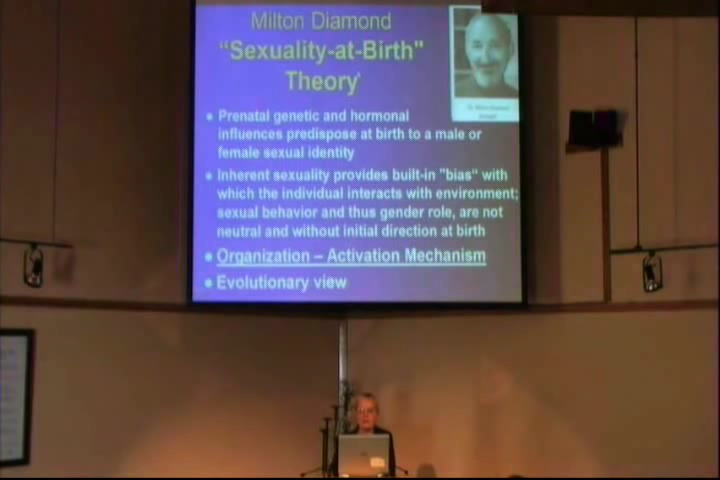 Milton Diamond
“Sexuality-at-Birth"
Theory
● Prenatal genetic and hormonal
influences predispose at birth to a male or
female sexual identity
● Inherent sexuality provides built-in "bias" with
which the individual interacts with environment;
sexual behavior and thus gender role, are not
neutral and without initial direction at birth
● Organization – Activation Mechanism
● Evolutionary view